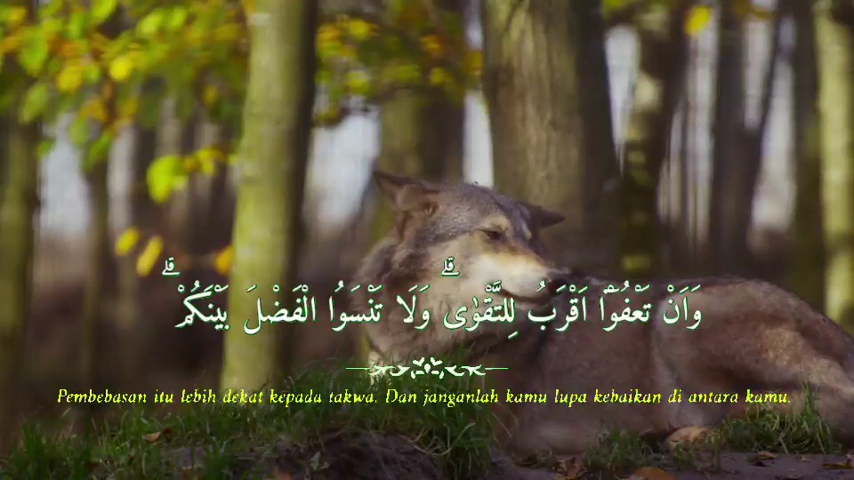 وَاَنْ تَعْفُوْٓا اَقْرَبُ لِلتَّقْوٰىۗ وَلَا تَنْسَوُا الْفَضْلَ بَيْنَكُمْۗ
Pembebasan itu lebih dekat kepada takwa. Dan janganlah kamu lupa kebaikan di antara kamu.